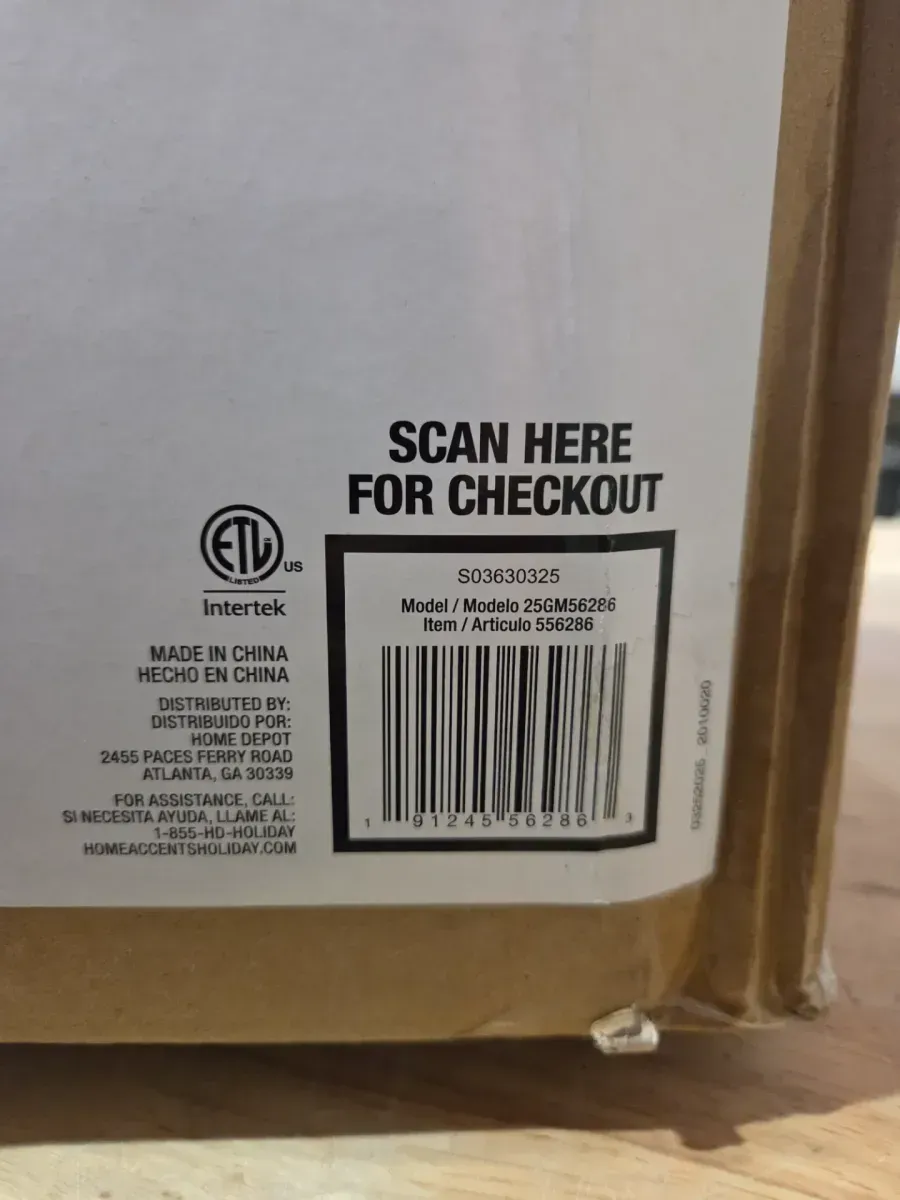 SCAN HERE
FOR CHECKOUT
ETL
LISTED
US
Intertek
MADE IN CHINA
HECHO EN CHINA
DISTRIBUTED BY:
DISTRIBUIDO POR:
HOME DEPOT
2455 PACES FERRY ROAD
ATLANTA, GA 30339
FOR ASSISTANCE, CALL:
SI NECESITA AYUDA, LLAME AL:
1-855-HD-HOLIDAY
HOMEACCENTSHOLIDAY.COM
S03630325
Model / Modelo 25GM56286
Item / Articulo 556286
1 91245 56286 3